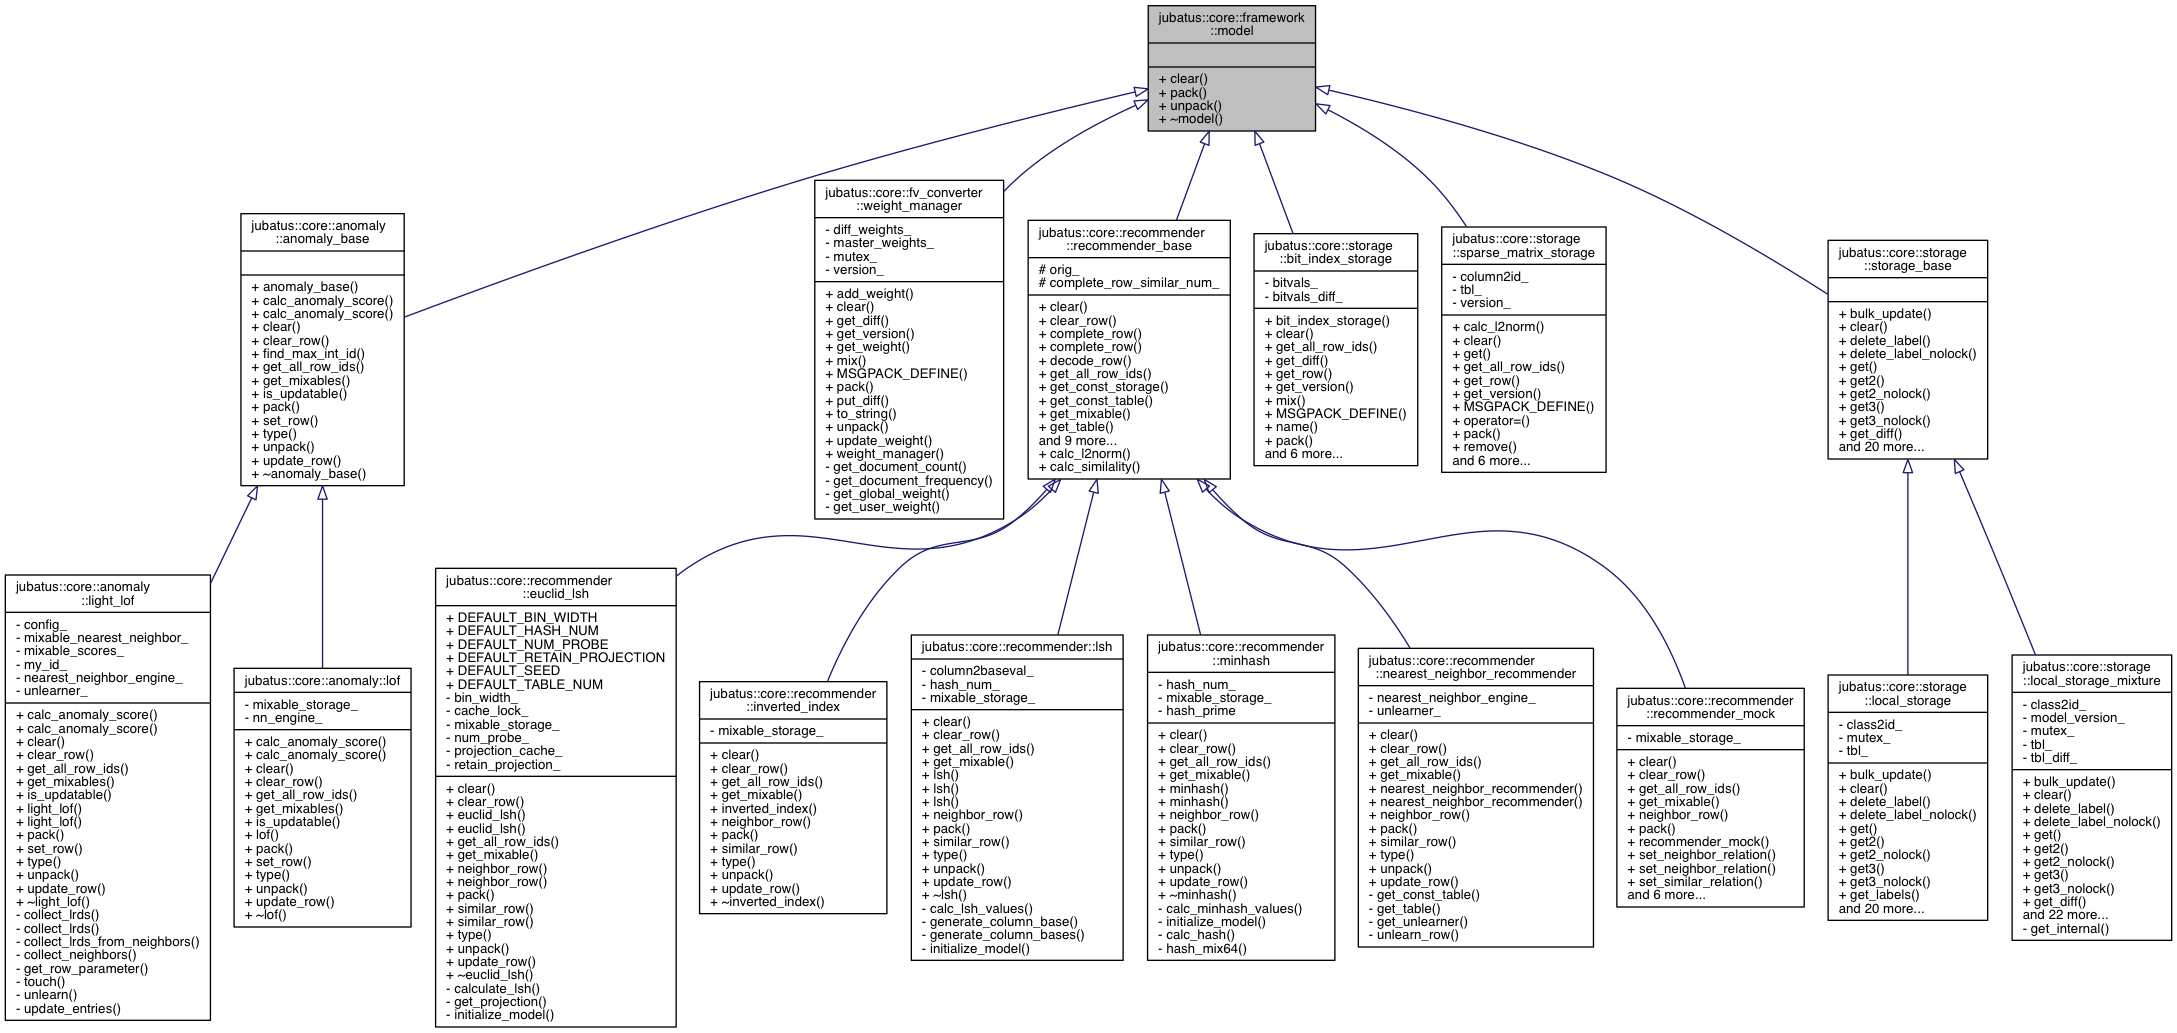 jubatus::core::framework
::model
+ clear()
+ pack()
+ unpack()
+ ~model()
jubatus::core::anomaly
::anomaly_base
+ anomaly_base()
+ calc_anomaly_score()
+ calc_anomaly_score()
+ clear()
+ clear_row()
+ find_max_int_id()
+ get_all_row_ids()
+ get_mixables()
+ is_updatable()
+ pack()
+ set_row()
+ type()
+ unpack()
+ update_row()
+ ~anomaly_base()
jubatus::core::fv_converter
::weight_manager
- diff_weights_
- master_weights_
- mutex_
- version_
+ add_weight()
+ clear()
+ get_diff()
+ get_version()
+ get_weight()
+ mix()
+ MSGPACK_DEFINE()
+ pack()
+ put_diff()
+ to_string()
+ unpack()
+ update_weight()
+ weight_manager()
- get_document_count()
- get_document_frequency()
- get_global_weight()
- get_user_weight()
jubatus::core::recommender
::recommender_base
# orig_
# complete_row_similar_num_
+ clear()
+ clear_row()
+ complete_row()
+ complete_row()
+ decode_row()
+ get_all_row_ids()
+ get_const_storage()
+ get_const_table()
+ get_mixable()
+ get_table()
and 9 more...
+ calc_l2norm()
+ calc_similality()
jubatus::core::storage
::bit_index_storage
- bitvals_
- bitvals_diff_
+ bit_index_storage()
+ clear()
+ get_all_row_ids()
+ get_diff()
+ get_row()
+ get_version()
+ mix()
+ MSGPACK_DEFINE()
+ name()
+ pack()
and 6 more...
jubatus::core::storage
::sparse_matrix_storage
- column2id_
- tbl_
- version_
+ calc_l2norm()
+ clear()
+ get()
+ get_all_row_ids()
+ get_row()
+ get_version()
+ MSGPACK_DEFINE()
+ operator=()
+ pack()
+ remove()
and 6 more...
jubatus::core::storage
::storage_base
+ bulk_update()
+ clear()
+ delete_label()
+ delete_label_nolock()
+ get()
+ get2()
+ get2_nolock()
+ get3()
+ get3_nolock()
+ get_diff()
and 20 more...
jubatus::core::anomaly
::light_lof
- config_
- mixable_nearest_neighbor_
- mixable_scores_
- my_id_
- nearest_neighbor_engine_
- unlearner_
+ calc_anomaly_score()
+ calc_anomaly_score()
+ clear()
+ clear_row()
+ get_all_row_ids()
+ get_mixables()
+ is_updatable()
+ light_lof()
+ light_lof()
+ pack()
+ set_row()
+ type()
+ unpack()
+ update_row()
+ ~light_lof()
- collect_lrds()
- collect_lrds()
- collect_lrds_from_neighbors()
- collect_neighbors()
- get_row_parameter()
- touch()
- unlearn()
- update_entries()
jubatus::core::anomaly::lof
- mixable_storage_
- nn_engine_
+ calc_anomaly_score()
+ calc_anomaly_score()
+ clear()
+ clear_row()
+ get_all_row_ids()
+ get_mixables()
+ is_updatable()
+ lof()
+ pack()
+ set_row()
+ type()
+ unpack()
+ update_row()
+ ~lof()
jubatus::core::recommender
::euclid_lsh
+ DEFAULT_BIN_WIDTH
+ DEFAULT_HASH_NUM
+ DEFAULT_NUM_PROBE
+ DEFAULT_RETAIN_PROJECTION
+ DEFAULT_SEED
+ DEFAULT_TABLE_NUM
- bin_width_
- cache_lock_
- mixable_storage_
- num_probe_
- projection_cache_
- retain_projection_
+ clear()
+ clear_row()
+ euclid_lsh()
+ euclid_lsh()
+ get_all_row_ids()
+ get_mixable()
+ neighbor_row()
+ neighbor_row()
+ pack()
+ similar_row()
+ similar_row()
+ type()
+ unpack()
+ update_row()
+ ~euclid_lsh()
- calculate_lsh()
- get_projection()
- initialize_model()
jubatus::core::recommender
::inverted_index
- mixable_storage_
+ clear()
+ clear_row()
+ get_all_row_ids()
+ get_mixable()
+ inverted_index()
+ neighbor_row()
+ pack()
+ similar_row()
+ type()
+ unpack()
+ update_row()
+ ~inverted_index()
jubatus::core::recommender::lsh
- column2baseval_
- hash_num_
- mixable_storage_
+ clear()
+ clear_row()
+ get_all_row_ids()
+ get_mixable()
+ lsh()
+ lsh()
+ lsh()
+ neighbor_row()
+ pack()
+ similar_row()
+ type()
+ unpack()
+ update_row()
+ ~lsh()
- calc_lsh_values()
- generate_column_base()
- generate_column_bases()
- initialize_model()
jubatus::core::recommender
::minhash
- hash_num_
- mixable_storage_
- hash_prime
+ clear()
+ clear_row()
+ get_all_row_ids()
+ get_mixable()
+ minhash()
+ minhash()
+ neighbor_row()
+ pack()
+ similar_row()
+ type()
+ unpack()
+ update_row()
+ ~minhash()
- calc_minhash_values()
- initialize_model()
- calc_hash()
- hash_mix64()
jubatus::core::recommender
::nearest_neighbor_recommender
- nearest_neighbor_engine_
- unlearner_
+ clear()
+ clear_row()
+ get_all_row_ids()
+ get_mixable()
+ nearest_neighbor_recommender()
+ nearest_neighbor_recommender()
+ neighbor_row()
+ pack()
+ similar_row()
+ type()
+ unpack()
+ update_row()
- get_const_table()
- get_table()
- get_unlearner()
- unlearn_row()
jubatus::core::recommender
::recommender_mock
- mixable_storage_
+ clear()
+ clear_row()
+ get_all_row_ids()
+ get_mixable()
+ neighbor_row()
+ pack()
+ recommender_mock()
+ set_neighbor_relation()
+ set_neighbor_relation()
+ set_similar_relation()
and 6 more...
jubatus::core::storage
::local_storage
- class2id_
- mutex_
- tbl_
+ bulk_update()
+ clear()
+ delete_label()
+ delete_label_nolock()
+ get()
+ get2()
+ get2_nolock()
+ get3()
+ get3_nolock()
+ get_labels()
and 20 more...
jubatus::core::storage
::local_storage_mixture
- class2id_
- model_version_
- mutex_
- tbl_
- tbl_diff_
+ bulk_update()
+ clear()
+ delete_label()
+ delete_label_nolock()
+ get()
+ get2()
+ get2_nolock()
+ get3()
+ get3_nolock()
+ get_diff()
and 22 more...
- get_internal()